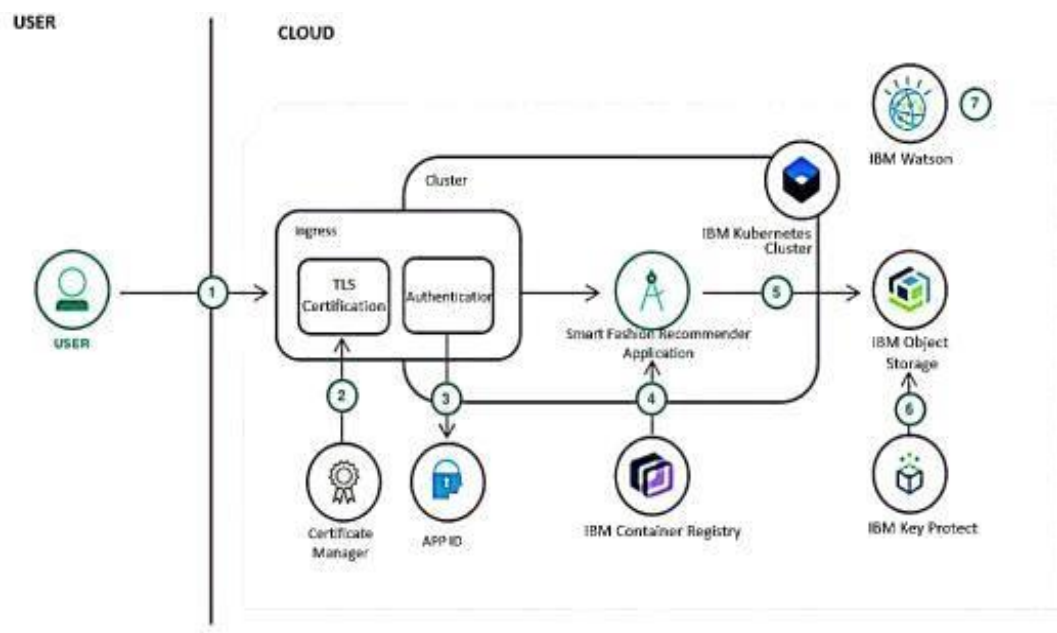 USER
CLOUD
7
IBM Watson
Cluster
Ingress
IBM Kubernetes
Cluster
TLS
Certification
Authentication
1
5
USER
Smart Fashion Recommender
Application
IBM Object
Storage
2
3
4
6
Certificate
Manager
APP ID
IBM Container Registry
IBM Key Protect